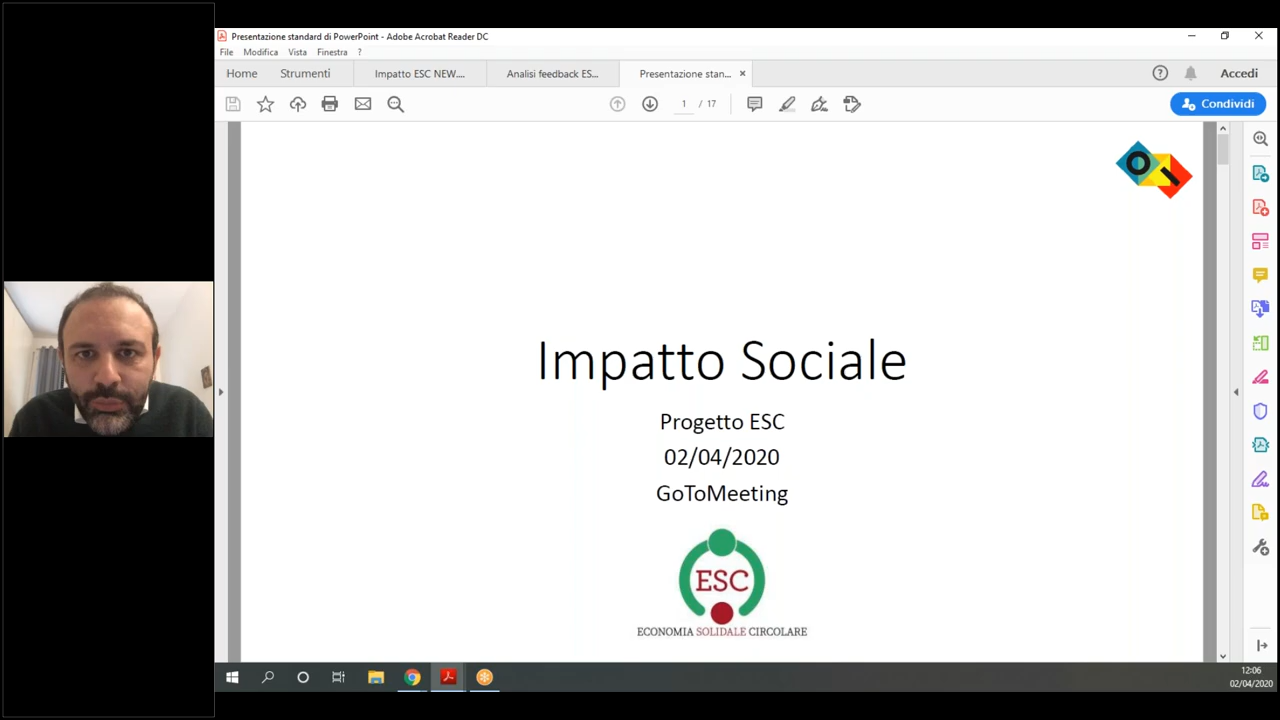 Presentazione standard di PowerPoint - Adobe Acrobat Reader DC
File Modifica Vista Finestra ?
Home Strumenti Impatto ESC NEW.... Analisi feedback ES... Presentazione stan... × Accedi
1 / 17 Condividi
Impatto Sociale
Progetto ESC
02/04/2020
GoToMeeting
ESC
ECONOMIA SOLIDALE CIRCOLARE
12:06
02/04/2020